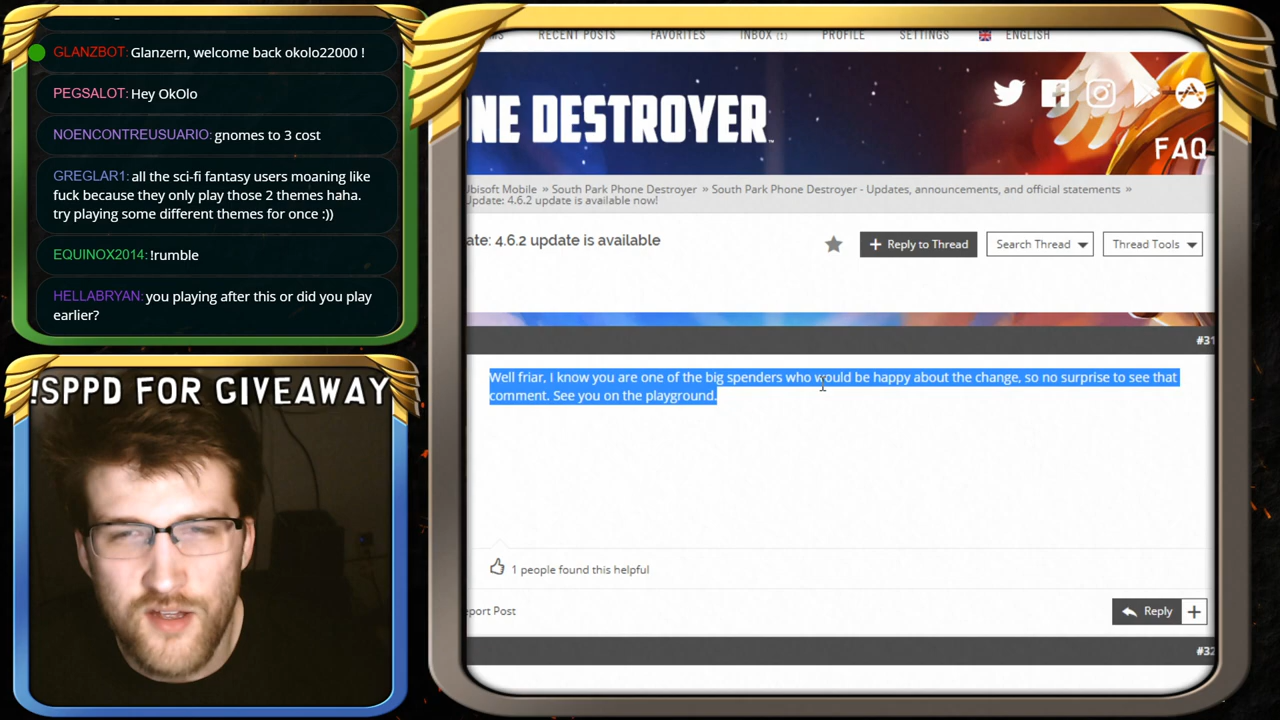 GLANZBOT: Glanzern, welcome back okolo22000 !
PEGSALOT: Hey OkOlo
NOENCONTREUSUARIO: gnomes to 3 cost
GREGLAR1: all the sci-fi fantasy users moaning like
fuck because they only play those 2 themes haha.
try playing some different themes for once :))
EQUINOX2014: !rumble
HELLABRYAN: you playing after this or did you play
earlier?
!SPPD FOR GIVEAWAY
RECENT POSTS FAVORITES INBOX (1) PROFILE SETTINGS ENGLISH
NE DESTROYER
FAQ
Ubisoft Mobile » South Park Phone Destroyer » South Park Phone Destroyer - Updates, announcements, and official statements »
Update: 4.6.2 update is available now!
ate: 4.6.2 update is available
+ Reply to Thread
Search Thread
Thread Tools
#31
Well friar, I know you are one of the big spenders who would be happy about the change, so no surprise to see that
comment. See you on the playground.
1 people found this helpful
eport Post
Reply +
#32